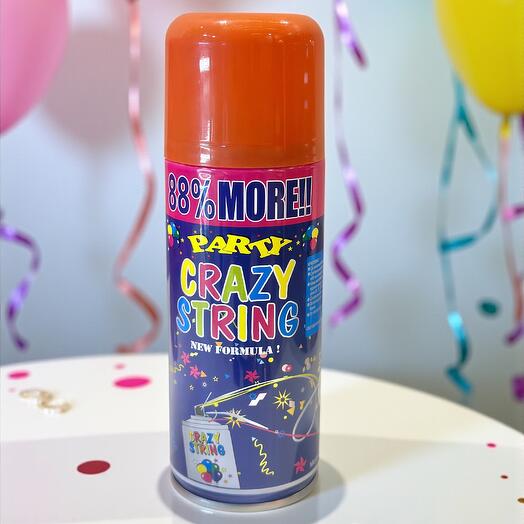 88% MORE!!
PARTY
CRAZY
STRING
NEW FORMULA !
CRAZY
STRING